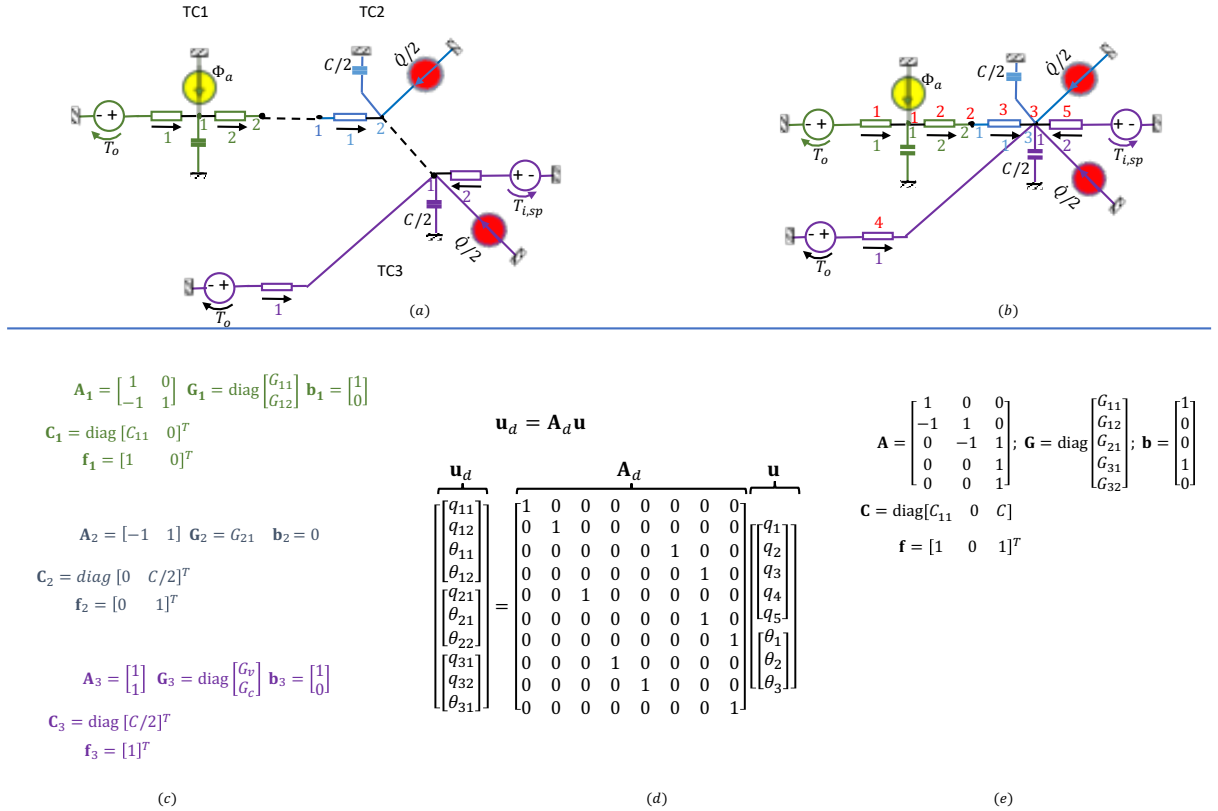 TC1
TC2
Φₐ
C/2
Q̇/2
- +
Tₒ
1
1
2
2
1
1
2
1
2
+ -
Tᵢ,ₛₚ
C/2
Q̇/2
TC3
- +
Tₒ
1
(a)
Φₐ
C/2
Q̇/2
- +
Tₒ
1
1
2
2
3
3
5
1
1
2
2
1
1
3
1
2
+ -
Tᵢ,ₛₚ
C/2
Q̇/2
4
- +
Tₒ
1
(b)
A₁ = [1 0; -1 1] G₁ = diag [G₁₁; G₁₂] b₁ = [1; 0]
C₁ = diag [C₁₁ 0]ᵀ
f₁ = [1 0]ᵀ
A₂ = [-1 1] G₂ = G₂₁ b₂ = 0
C₂ = diag [0 C/2]ᵀ
f₂ = [0 1]ᵀ
A₃ = [1; 1] G₃ = diag [Gᵥ; G_c] b₃ = [1; 0]
C₃ = diag [C/2]ᵀ
f₃ = [1]ᵀ
(c)
u_d = A_d u
u_d A_d u
q₁₁ 1 0 0 0 0 0 0 0
q₁₂ 0 1 0 0 0 0 0 0 q₁
θ₁₁ 0 0 0 0 0 1 0 0 q₂
θ₁₂ 0 0 0 0 0 0 1 0 q₃
q₂₁ = 0 0 1 0 0 0 0 0 q₄
θ₂₁ 0 0 0 0 0 0 1 0 q₅
θ₂₂ 0 0 0 0 0 0 0 1 θ₁
q₃₁ 0 0 0 1 0 0 0 0 θ₂
q₃₂ 0 0 0 0 1 0 0 0 θ₃
θ₃₁ 0 0 0 0 0 0 0 1
(d)
A = [1 0 0; -1 1 0; 0 -1 1; 0 0 1; 0 0 1]; G = diag [G₁₁; G₁₂; G₂₁; G₃₁; G₃₂]; b = [1; 0; 0; 1; 0]
C = diag[C₁₁ 0 C]
f = [1 0 1]ᵀ
(e)